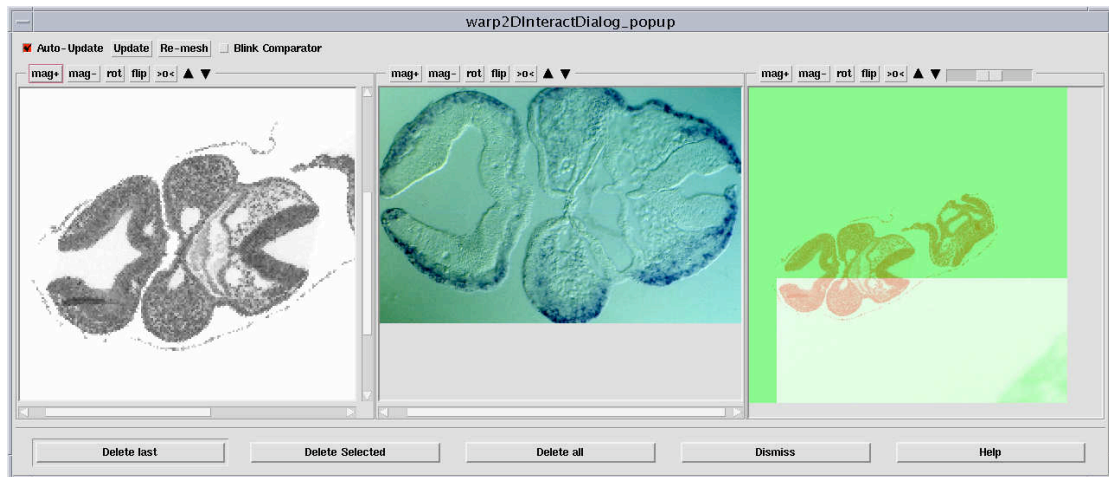 warp2DInteractDialog_popup
Auto-Update Update Re-mesh Blink Comparator
mag+ mag- rot flip >o< mag+ mag- rot flip >o< mag+ mag- rot flip >o<
Delete last Delete Selected Delete all Dismiss Help